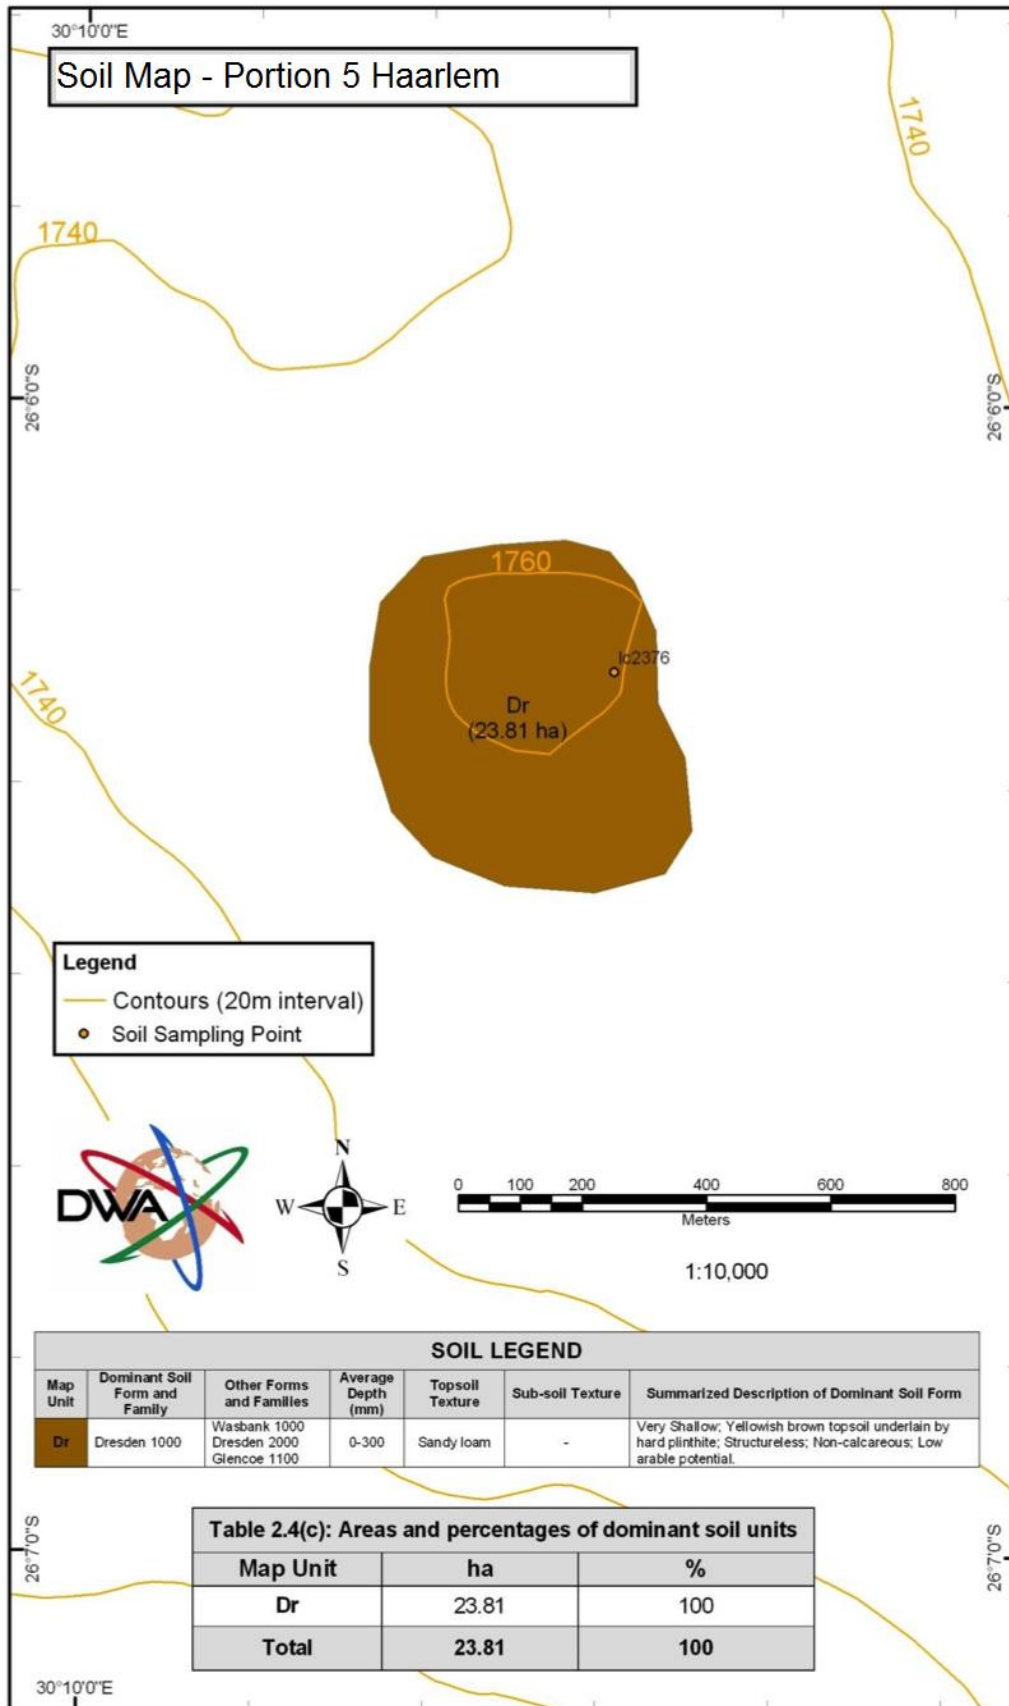 30°10'0"E
Soil Map - Portion 5 Haarlem
1740
1740
26°6'0"S
26°6'0"S
1760
lc2376
Dr
(23.81 ha)
1740
Legend
Contours (20m interval)
Soil Sampling Point
DWA
N
W
E
S
0 100 200 400 600 800
Meters
1:10,000
SOIL LEGEND
Map Unit
Dominant Soil Form and Family
Other Forms and Families
Average Depth (mm)
Topsoil Texture
Sub-soil Texture
Summarized Description of Dominant Soil Form
Dr
Dresden 1000
Wasbank 1000
Dresden 2000
Glencoe 1100
0-300
Sandy loam
-
Very Shallow; Yellowish brown topsoil underlain by
hard plinthite; Structureless; Non-calcareous; Low
arable potential.
26°7'0"S
26°7'0"S
Table 2.4(c): Areas and percentages of dominant soil units
Map Unit ha %
Dr 23.81 100
Total 23.81 100
30°10'0"E